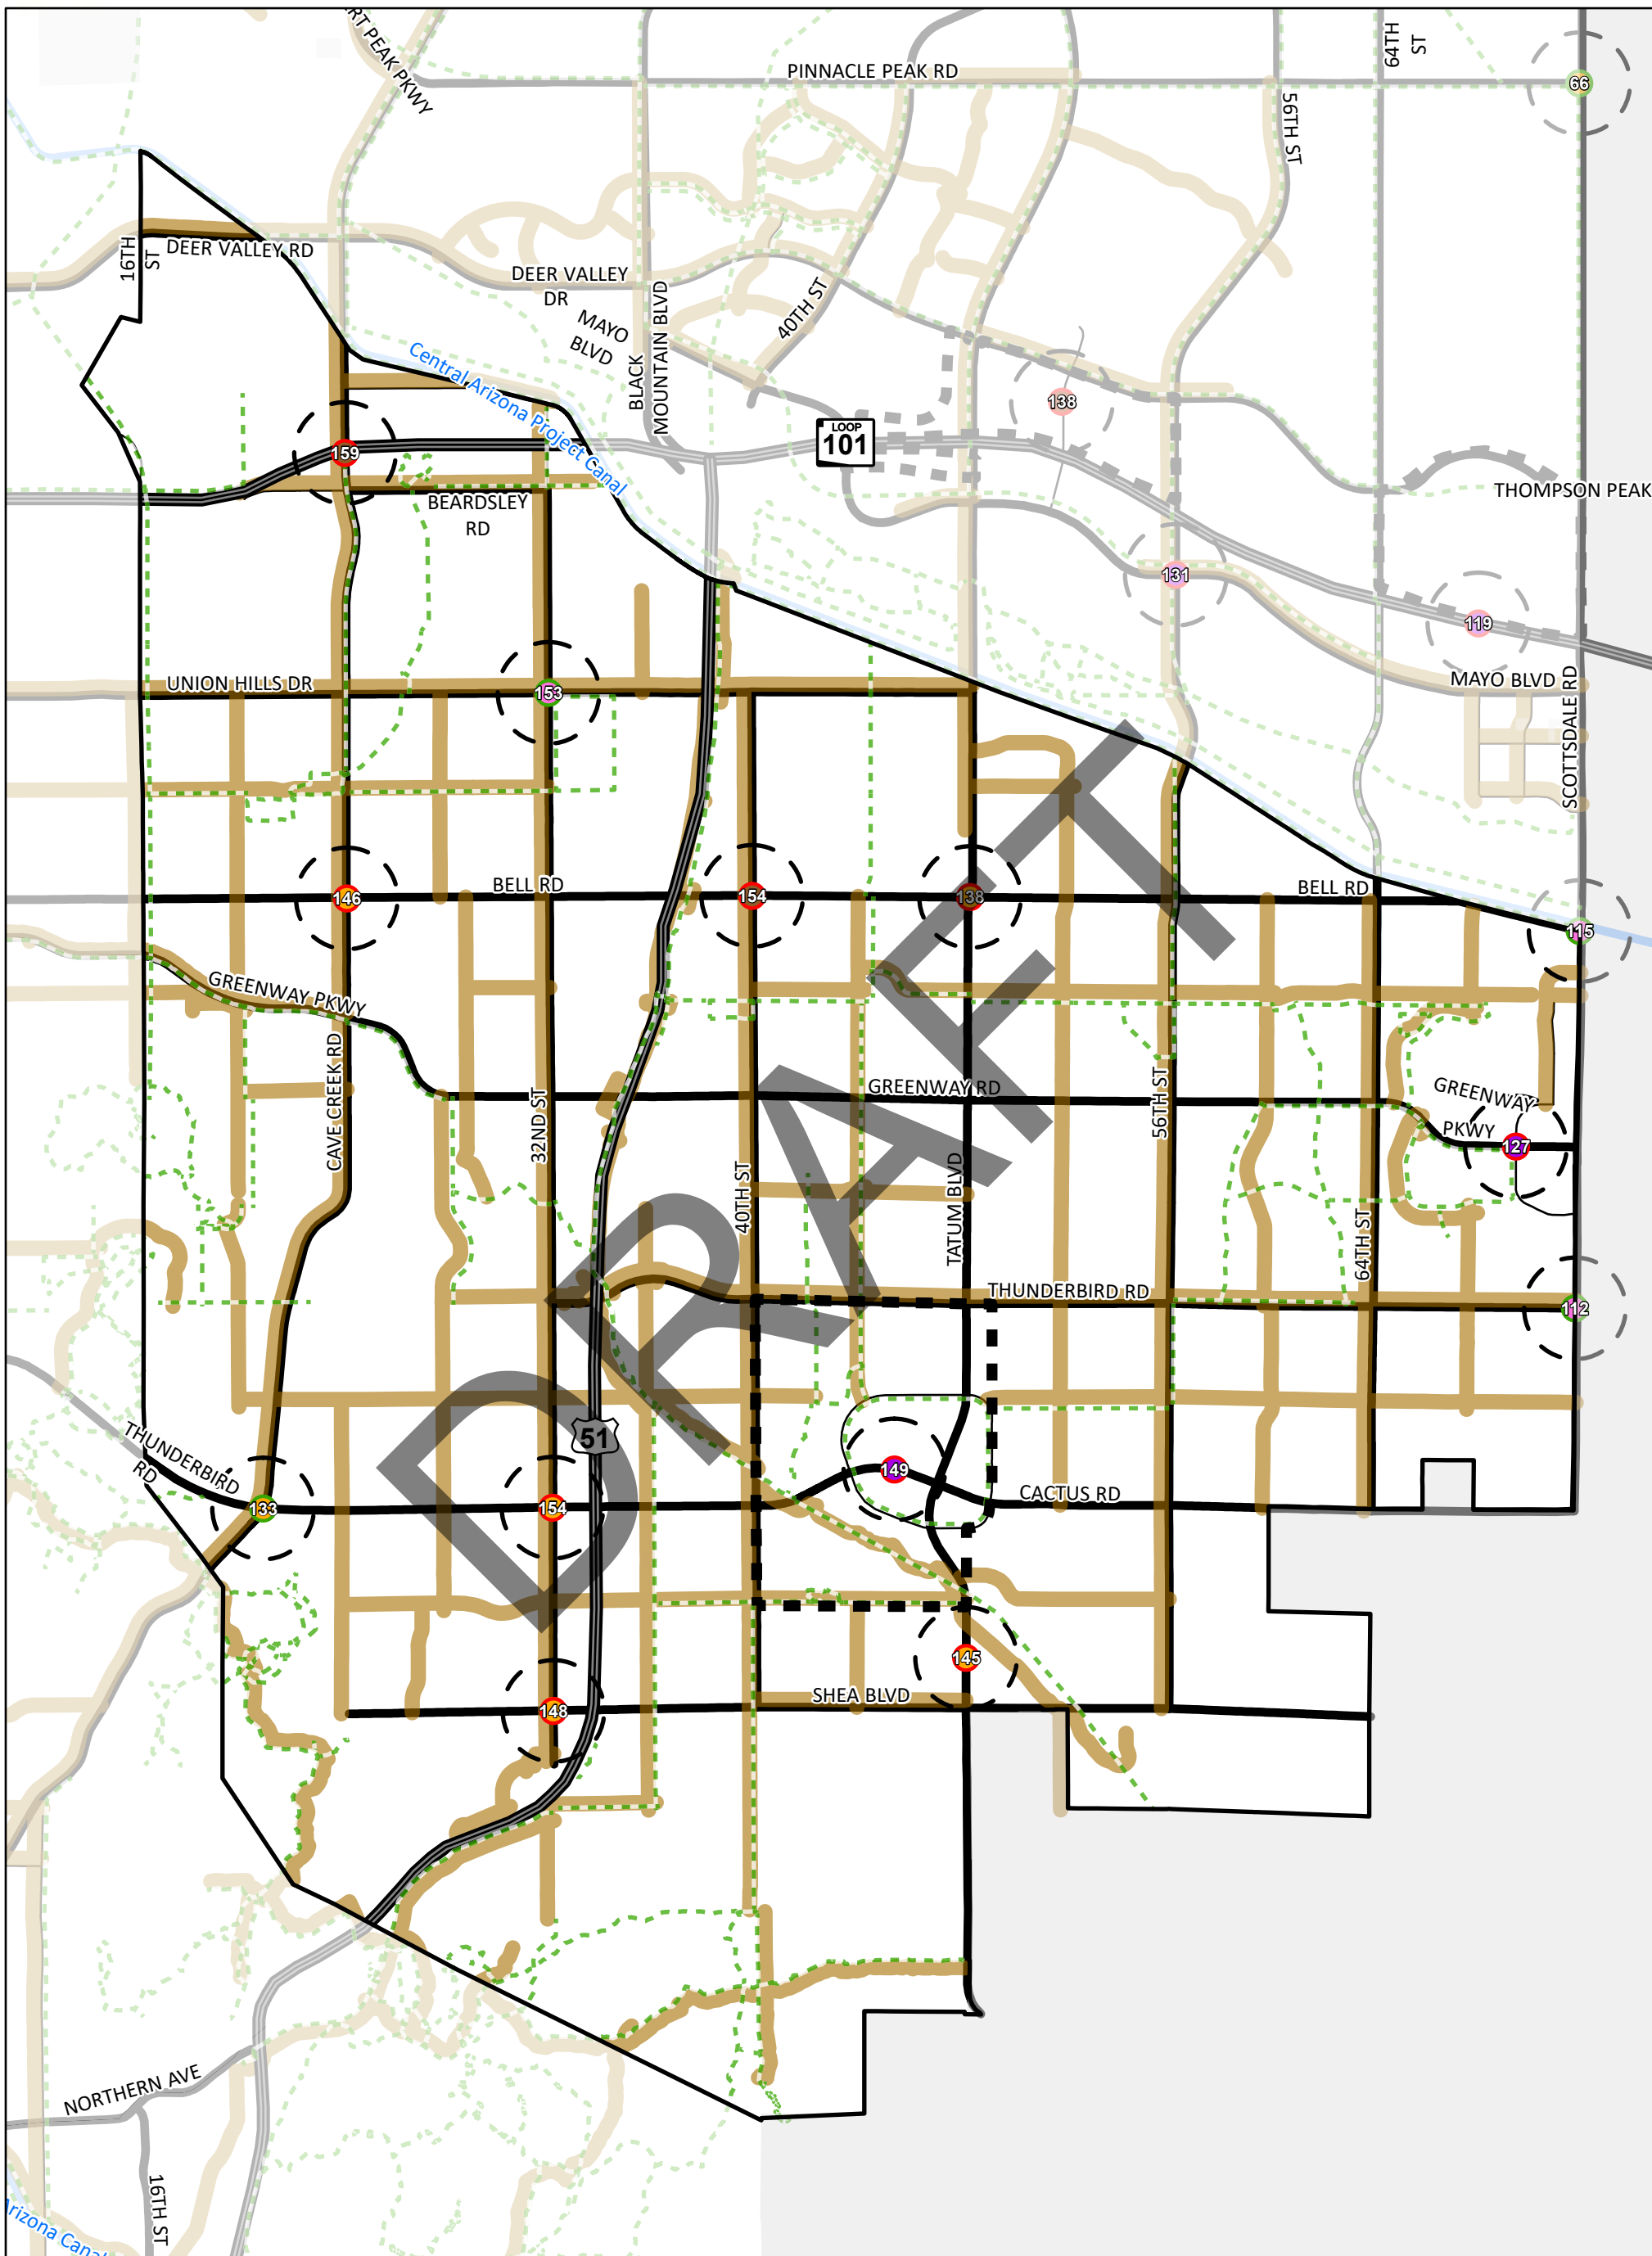 RT PEAK PKWY
PINNACLE PEAK RD
64TH
ST
66
56TH ST
16TH
ST
DEER VALLEY RD
DEER VALLEY
DR
MAYO
BLVD
40TH ST
BLACK
MOUNTAIN BLVD
Central Arizona Project Canal
138
LOOP
101
159
BEARDSLEY
RD
THOMPSON PEAK
131
119
UNION HILLS DR
153
MAYO BLVD
SCOTTSDALE RD
BELL RD
BELL RD
146
154
138
115
GREENWAY PKWY
CAVE CREEK RD
32ND ST
GREENWAY RD
56TH ST
GREENWAY
PKWY
127
40TH ST
TATUM BLVD
64TH ST
THUNDERBIRD RD
112
DRAFT
51
THUNDERBIRD
RD
149
CACTUS RD
133
154
145
SHEA BLVD
148
NORTHERN AVE
16TH ST
Arizona Canal